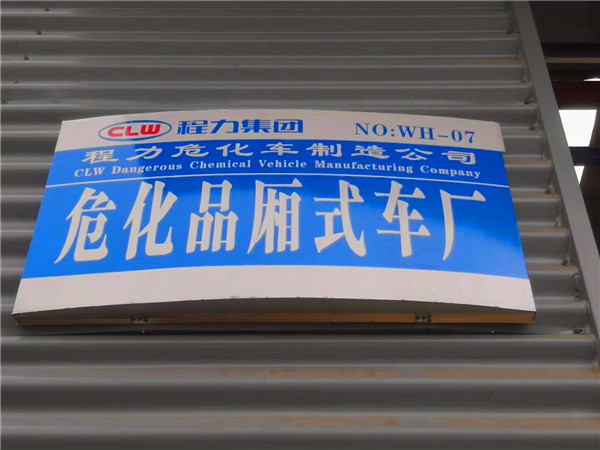 CLW 程力集团 NO:WH-07
程力危化车制造公司
CLW Dangerous Chemical Vehicle Manufacturing Company
危化品厢式车厂